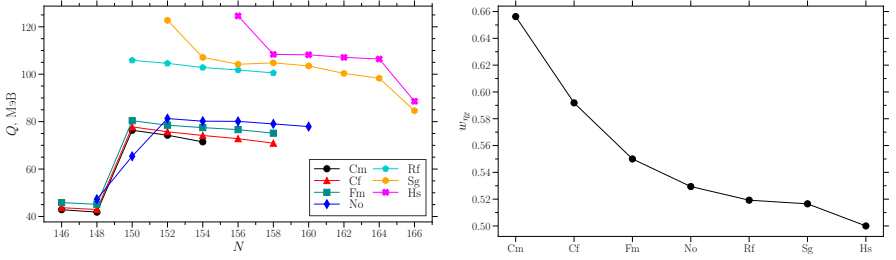 120
100
80
60
40
Q, МэВ
146 148 150 152 154 156 158 160 162 164 166
N
Cm
Cf
Fm
No
Rf
Sg
Hs
0.66
0.64
0.62
0.60
0.58
0.56
0.54
0.52
0.50
w_nz
Cm Cf Fm No Rf Sg Hs